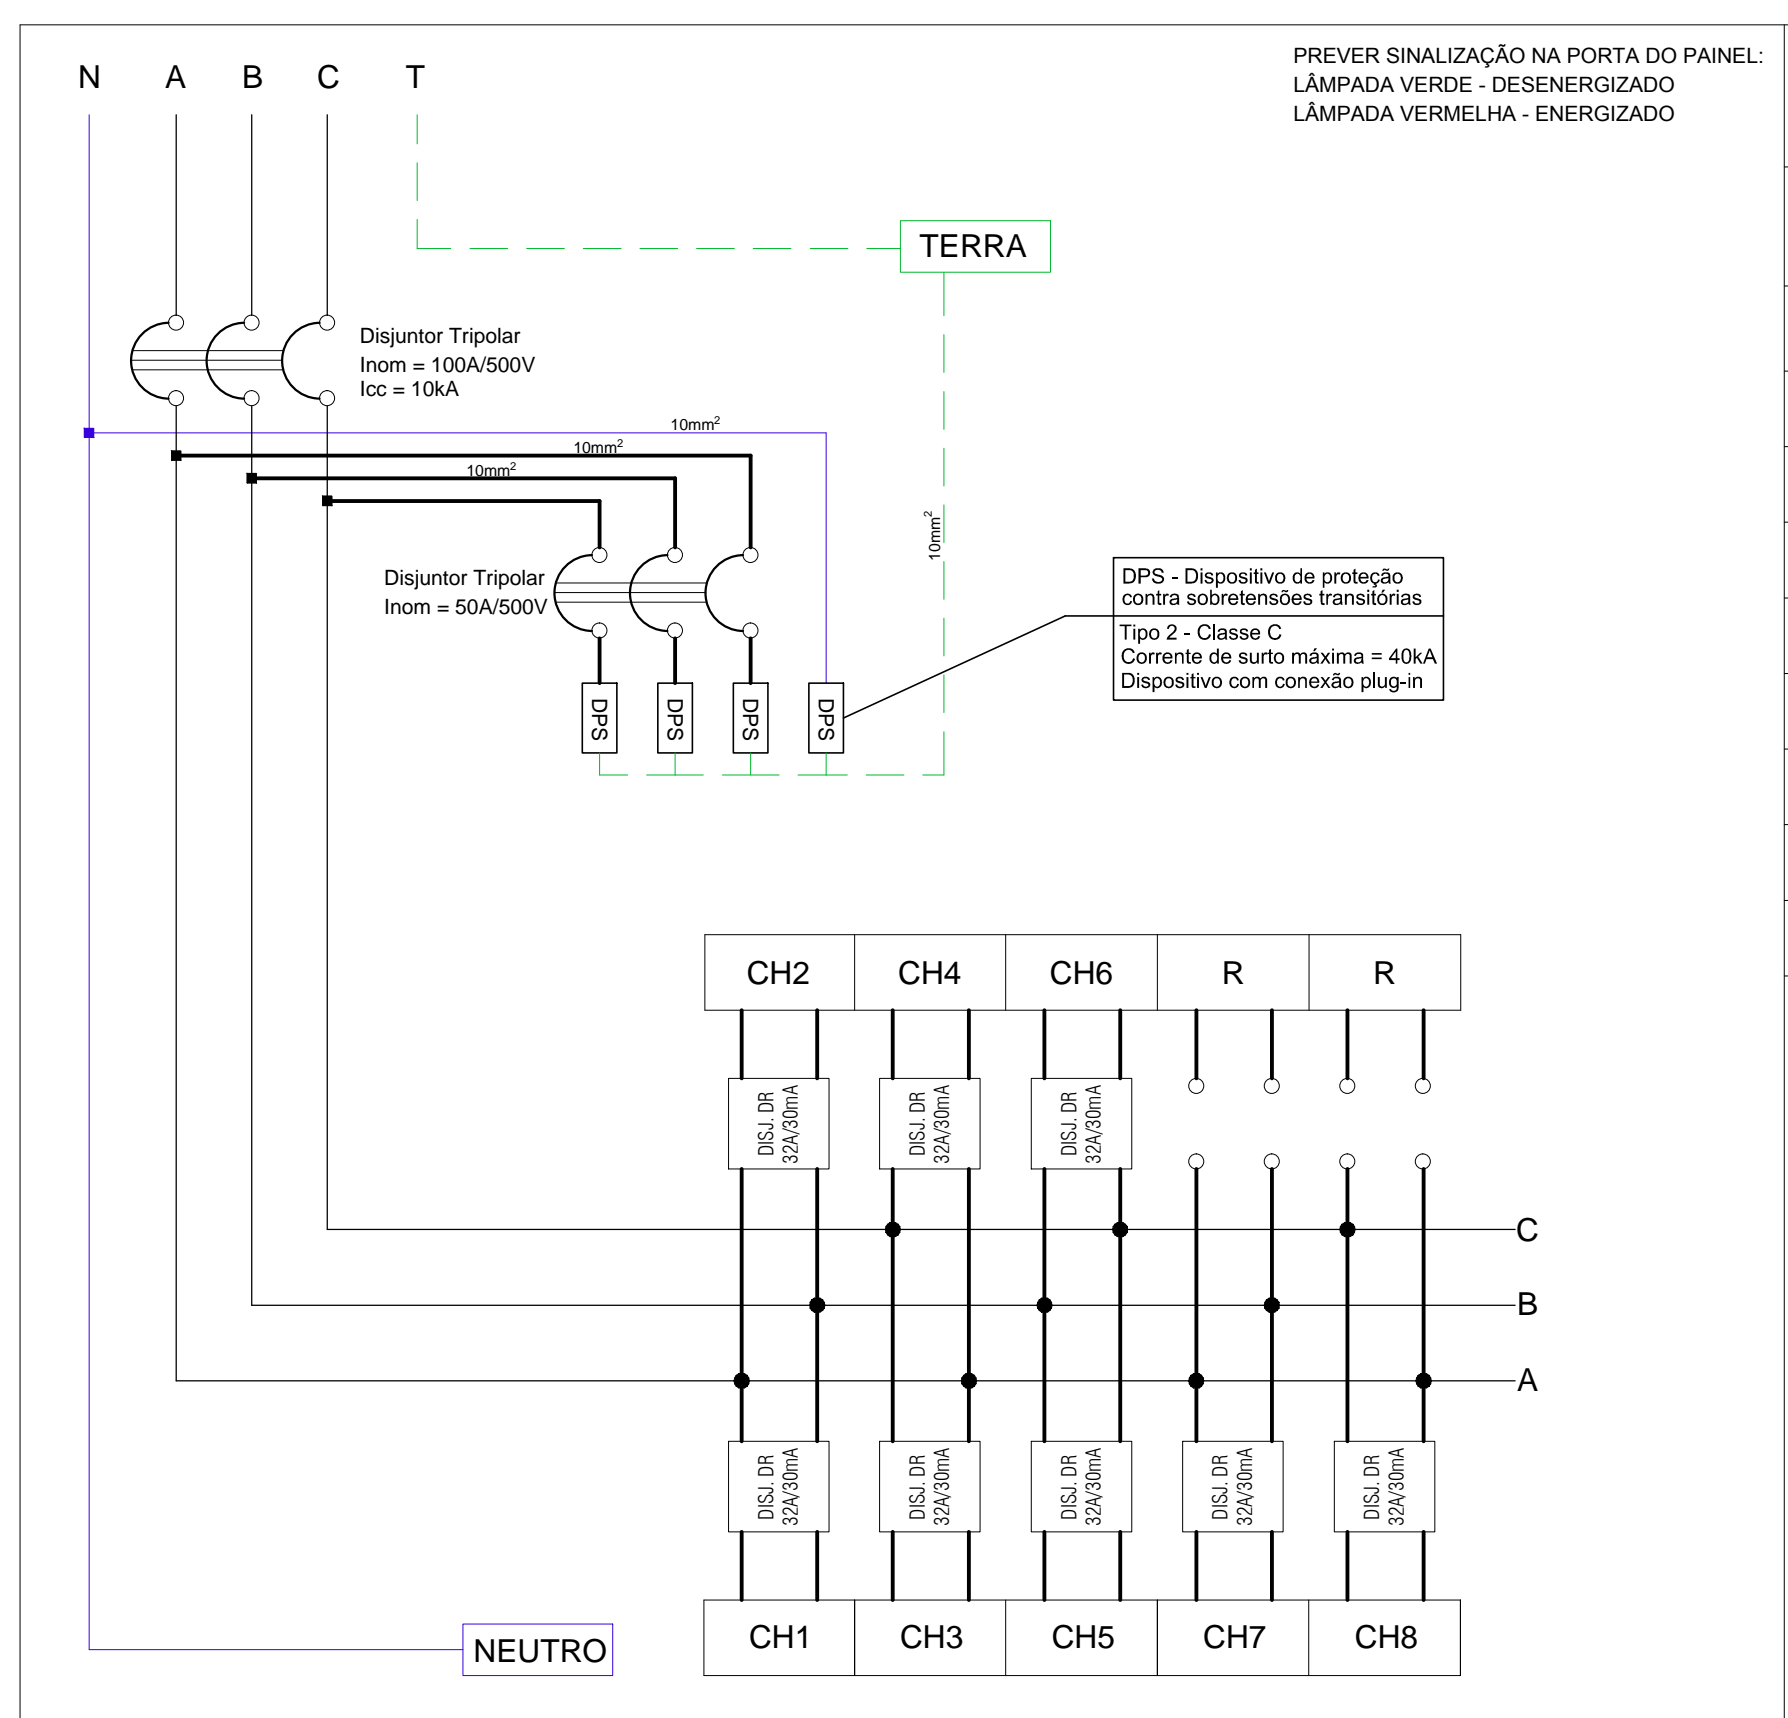 PREVER SINALIZAÇÃO NA PORTA DO PAINEL:
LÂMPADA VERDE - DESENERGIZADO
LÂMPADA VERMELHA - ENERGIZADO
N A B C T
TERRA
Disjuntor Tripolar
Inom = 100A/500V
Icc = 10kA
10mm²
10mm²
10mm²
10mm²
Disjuntor Tripolar
Inom = 50A/500V
DPS - Dispositivo de proteção
contra sobretensões transitórias
Tipo 2 - Classe C
Corrente de surto máxima = 40kA
Dispositivo com conexão plug-in
DPS DPS DPS DPS
CH2 CH4 CH6 R R
DISJ. DR
32A/30mA
DISJ. DR
32A/30mA
DISJ. DR
32A/30mA
C
B
A
DISJ. DR
32A/30mA
DISJ. DR
32A/30mA
DISJ. DR
32A/30mA
DISJ. DR
32A/30mA
DISJ. DR
32A/30mA
CH1 CH3 CH5 CH7 CH8
NEUTRO